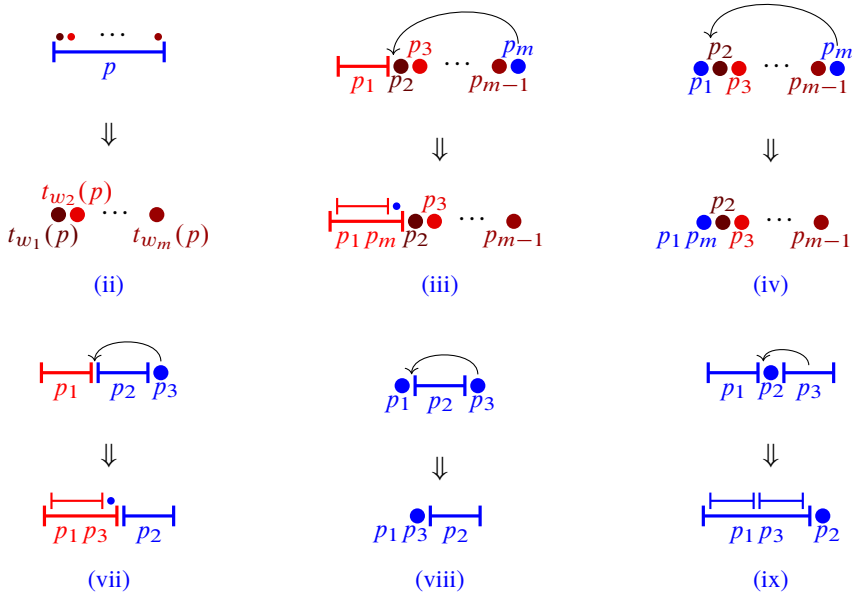 ⋯
p
⇓
t_{w_2}(p)
⋯
t_{w_1}(p) t_{w_m}(p)
(ii)
p_3 p_m
⋯
p_1 p_2 p_{m−1}
⇓
p_3
⋯
p_1 p_m p_2 p_{m−1}
(iii)
p_2 p_m
⋯
p_1 p_3 p_{m−1}
⇓
p_2
⋯
p_1 p_m p_3 p_{m−1}
(iv)
p_1 p_2 p_3
⇓
p_1 p_3 p_2
(vii)
p_1 p_2 p_3
⇓
p_1 p_3 p_2
(viii)
p_1 p_2 p_3
⇓
p_1 p_3 p_2
(ix)